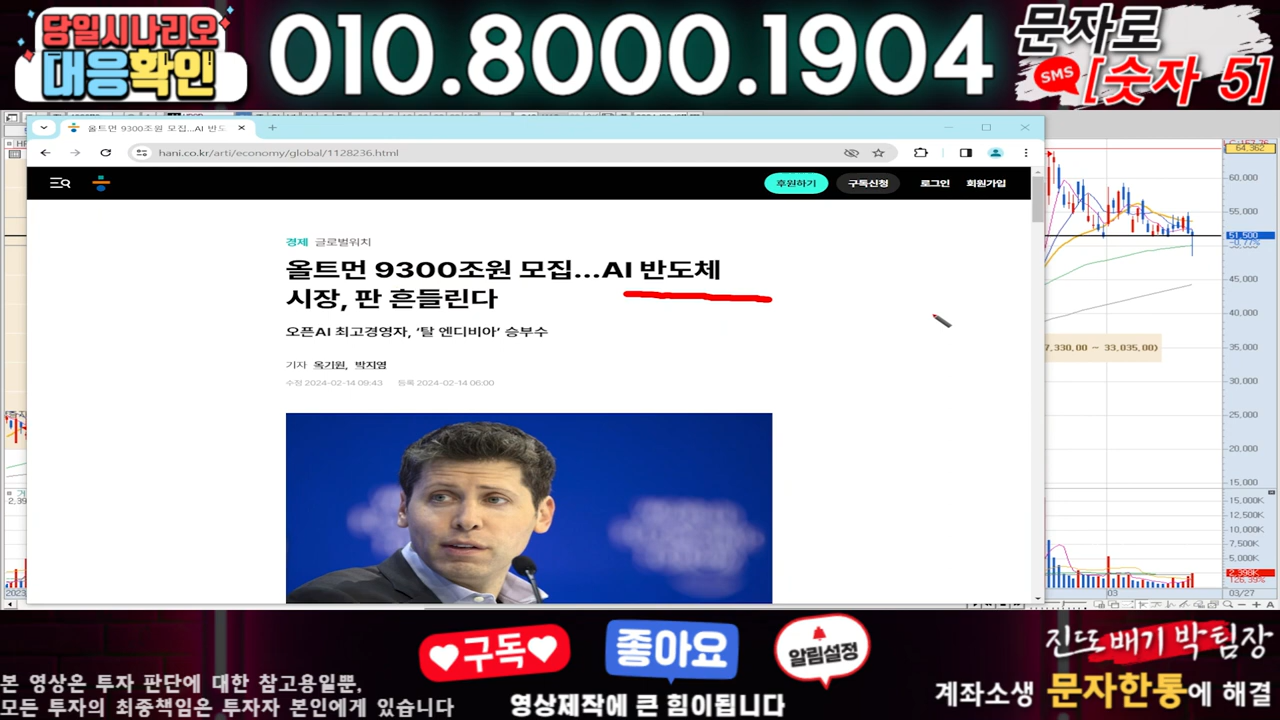 당일시나리오
대응확인
010.8000.1904
문자로
SMS [숫자 5]
올트먼 9300조원 모집...AI 반도
hani.co.kr/arti/economy/global/1128236.html
후원하기 구독신청 로그인 회원가입
경제 글로벌위치
올트먼 9300조원 모집...AI 반도체
시장, 판 흔들린다
오픈AI 최고경영자, '탈 엔디비아' 승부수
기자 옥기원, 박지영
수정 2024-02-14 09:43 등록 2024-02-14 06:00
64,362
60,000
55,000
51,500
-0.77%
45,000
40,000
7,330,00 ~ 33,035,00)
35,000
30,000
25,000
20,000
15,000
15,000K
12,500K
10,000K
7,500K
5,000K
2,398K
126.39%
03
03/27
구독
좋아요
알림설정
영상제작에 큰 힘이됩니다
본 영상은 투자 판단에 대한 참고용일뿐,
모든 투자의 최종책임은 투자자 본인에게 있습니다
진또배기 박팀장
계좌소생 문자한통에 해결